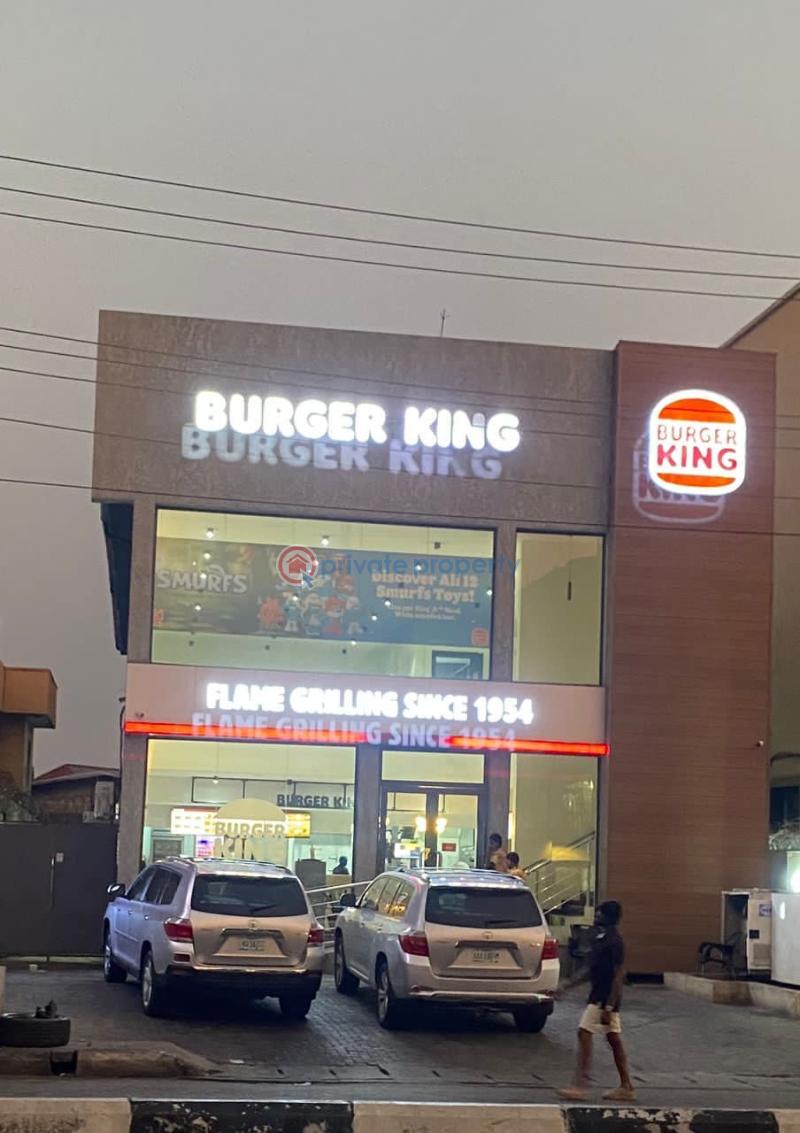 BURGER KING
BURGER
KING
SMURFS
private property
Discover All 12
Smurfs Toys!
FLAME GRILLING SINCE 1954
BURGER KI
BURGER
KING